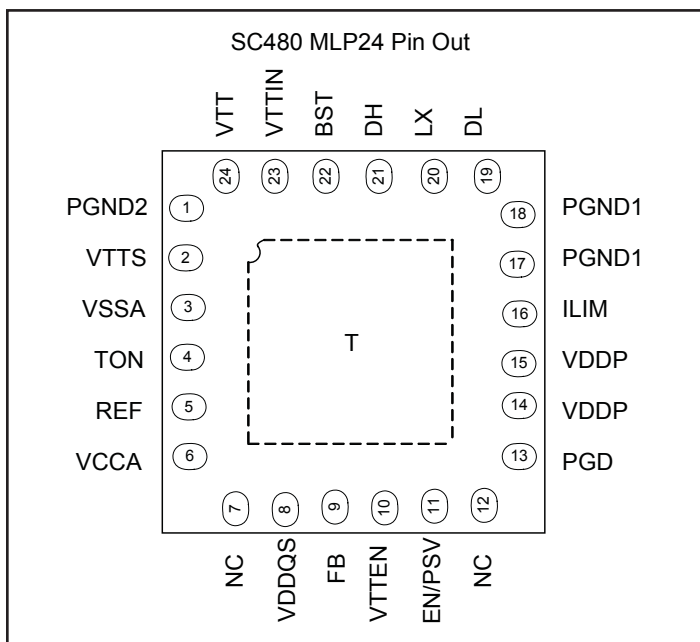 SC480 MLP24 Pin Out
VTT
VTTIN
BST
DH
LX
DL
24
23
22
21
20
19
PGND2
1
VTTS
2
VSSA
3
TON
4
REF
5
VCCA
6
T
18
PGND1
17
PGND1
16
ILIM
15
VDDP
14
VDDP
13
PGD
7
8
9
10
11
12
NC
VDDQS
FB
VTTEN
EN/PSV
NC